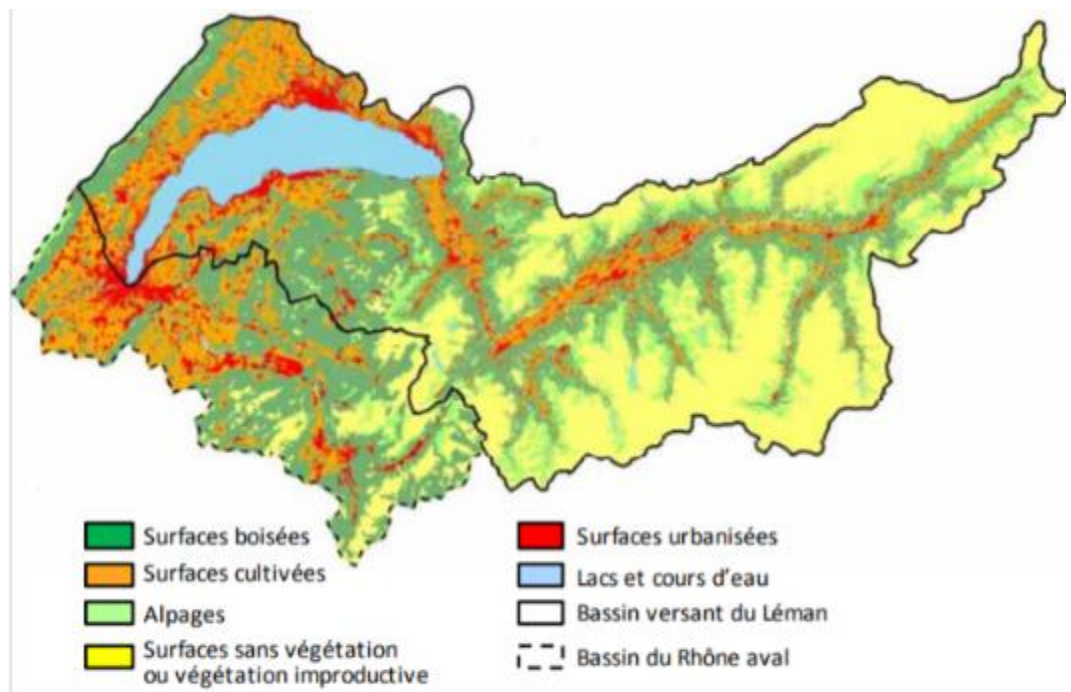 Surfaces boisées
Surfaces cultivées
Alpages
Surfaces sans végétation
ou végétation improductive
Surfaces urbanisées
Lacs et cours d'eau
Bassin versant du Léman
Bassin du Rhône aval